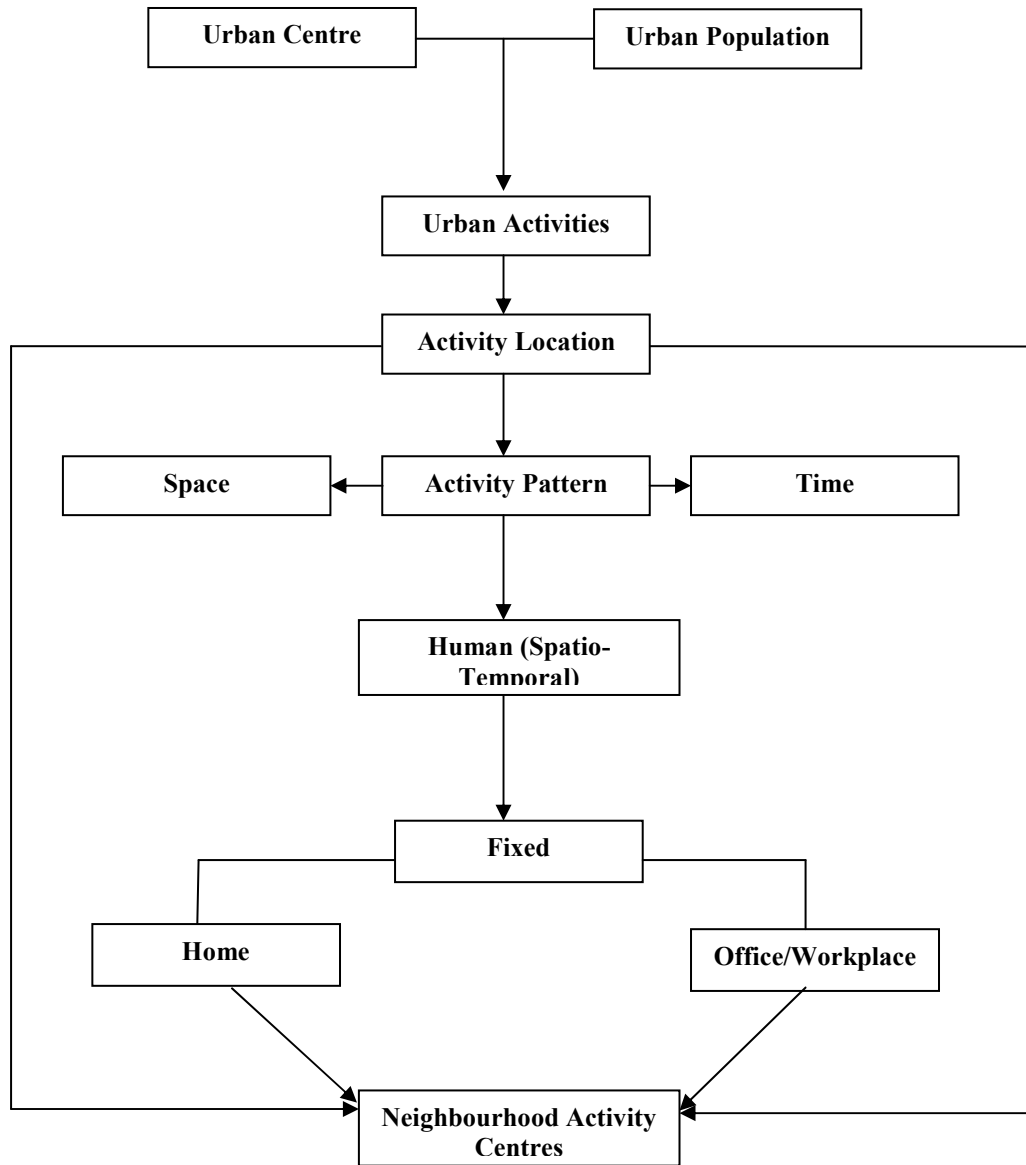 Urban Centre
Urban Population
Urban Activities
Activity Location
Space
Activity Pattern
Time
Human (Spatio-
Temporal)
Fixed
Home
Office/Workplace
Neighbourhood Activity
Centres